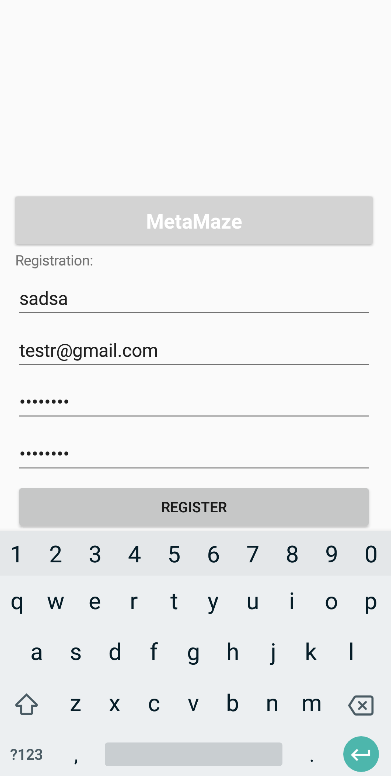 MetaMaze
Registration:
sadsa
testr@gmail.com
••••••••
••••••••
REGISTER
1 2 3 4 5 6 7 8 9 0
q w e r t y u i o p
a s d f g h j k l
z x c v b n m
?123 , .